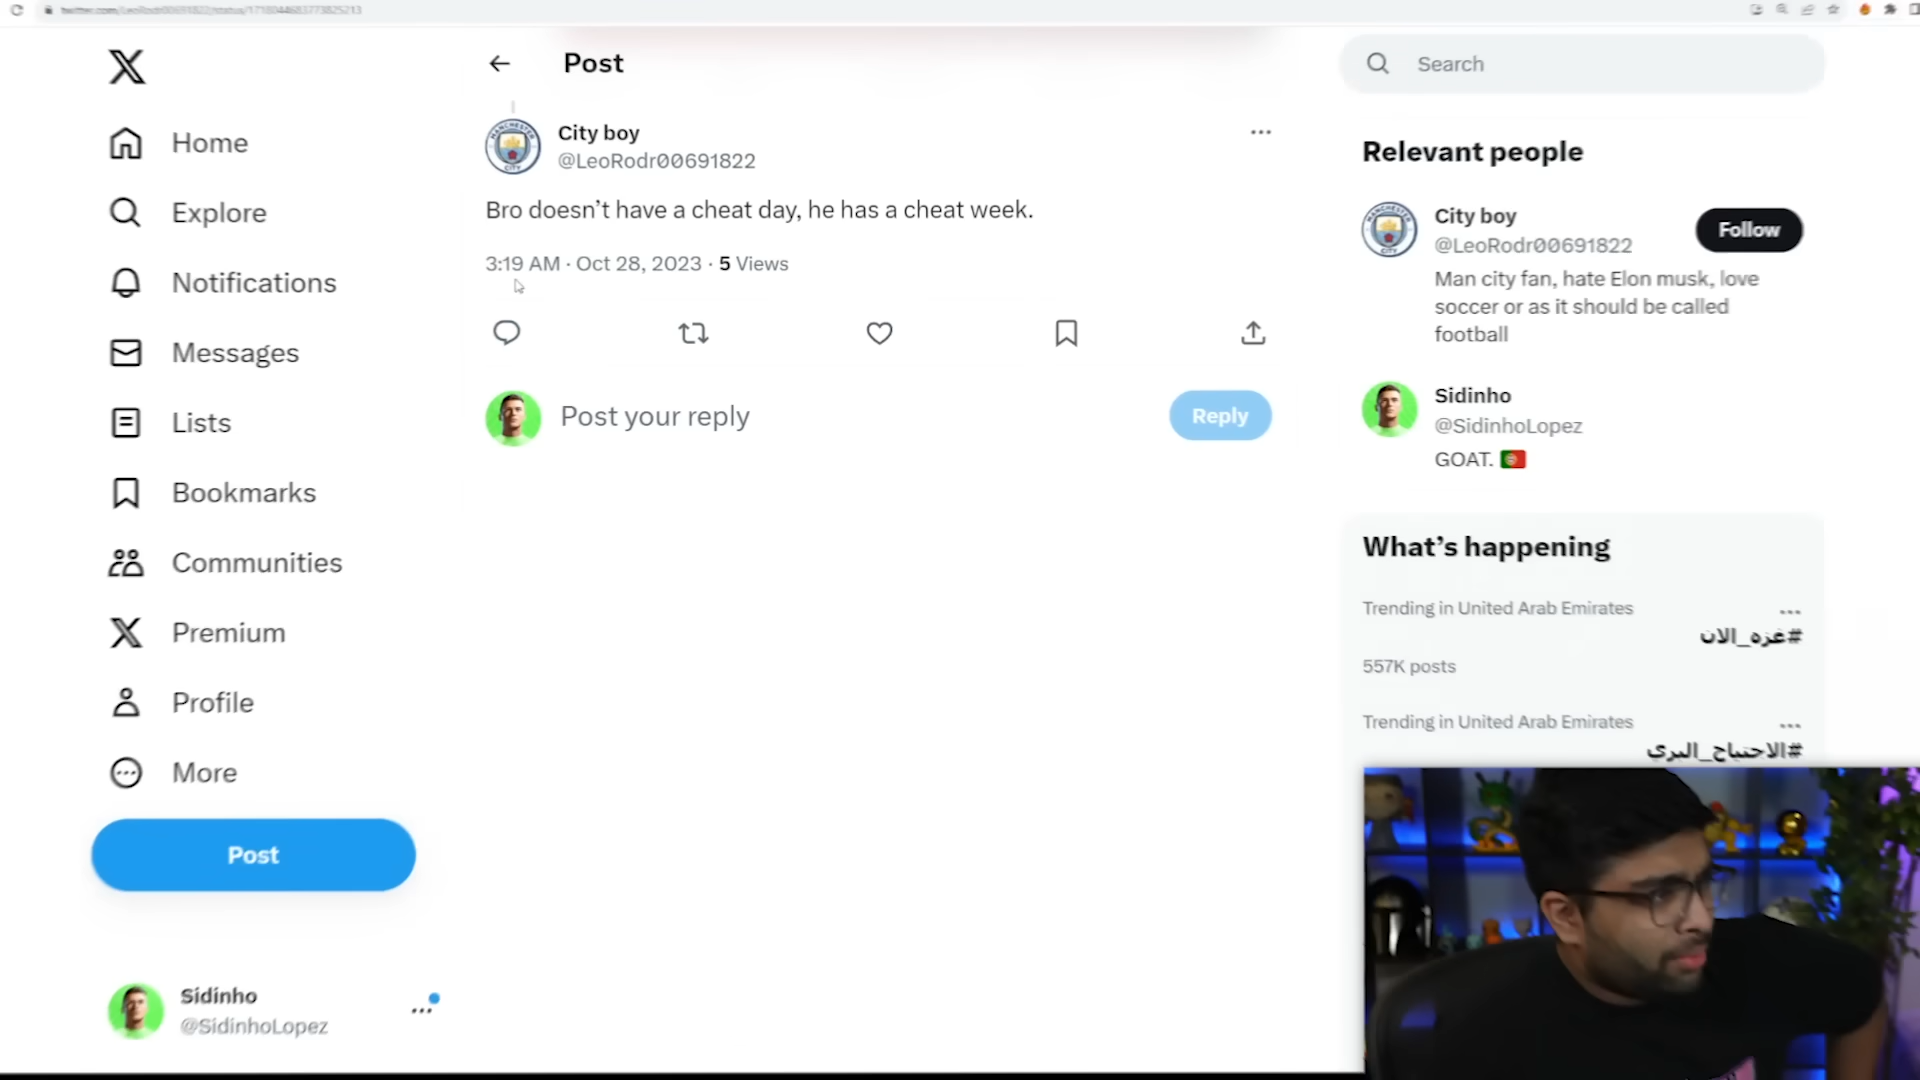 Post
Search
Home
Explore
Notifications
Messages
Lists
Bookmarks
Communities
Premium
Profile
More
Post
Sidinho
@SidinhoLopez
City boy
@LeoRodr00691822
Bro doesn’t have a cheat day, he has a cheat week.
3:19 AM · Oct 28, 2023 · 5 Views
Post your reply
Reply
Relevant people
City boy
@LeoRodr00691822
Follow
Man city fan, hate Elon musk, love
soccer or as it should be called
football
Sidinho
@SidinhoLopez
GOAT. 🇵🇹
What’s happening
Trending in United Arab Emirates
#غزه_الان
557K posts
Trending in United Arab Emirates
#الاجتياح_البري